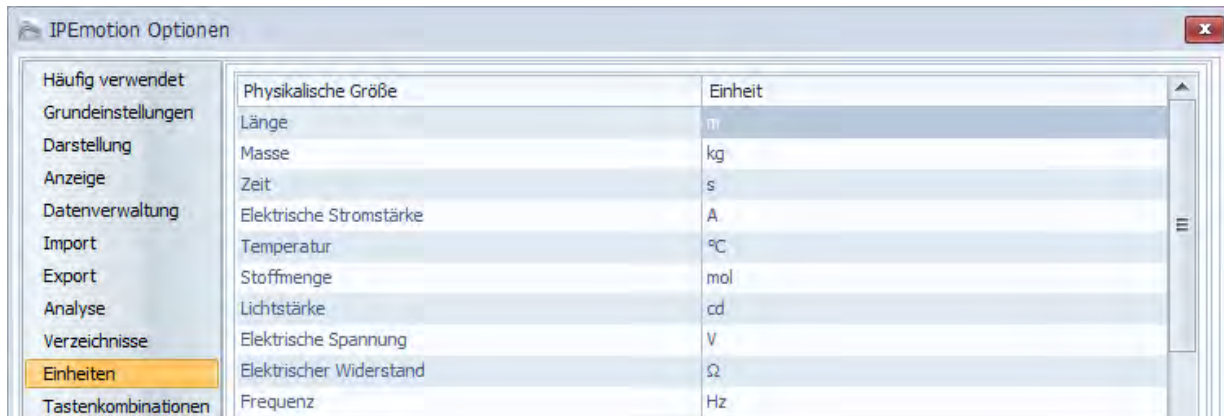 IPEmotion Optionen
Häufig verwendet
Grundeinstellungen
Darstellung
Anzeige
Datenverwaltung
Import
Export
Analyse
Verzeichnisse
Einheiten
Tastenkombinationen
Physikalische Größe Einheit
Länge m
Masse kg
Zeit s
Elektrische Stromstärke A
Temperatur °C
Stoffmenge mol
Lichtstärke cd
Elektrische Spannung V
Elektrischer Widerstand Ω
Frequenz Hz